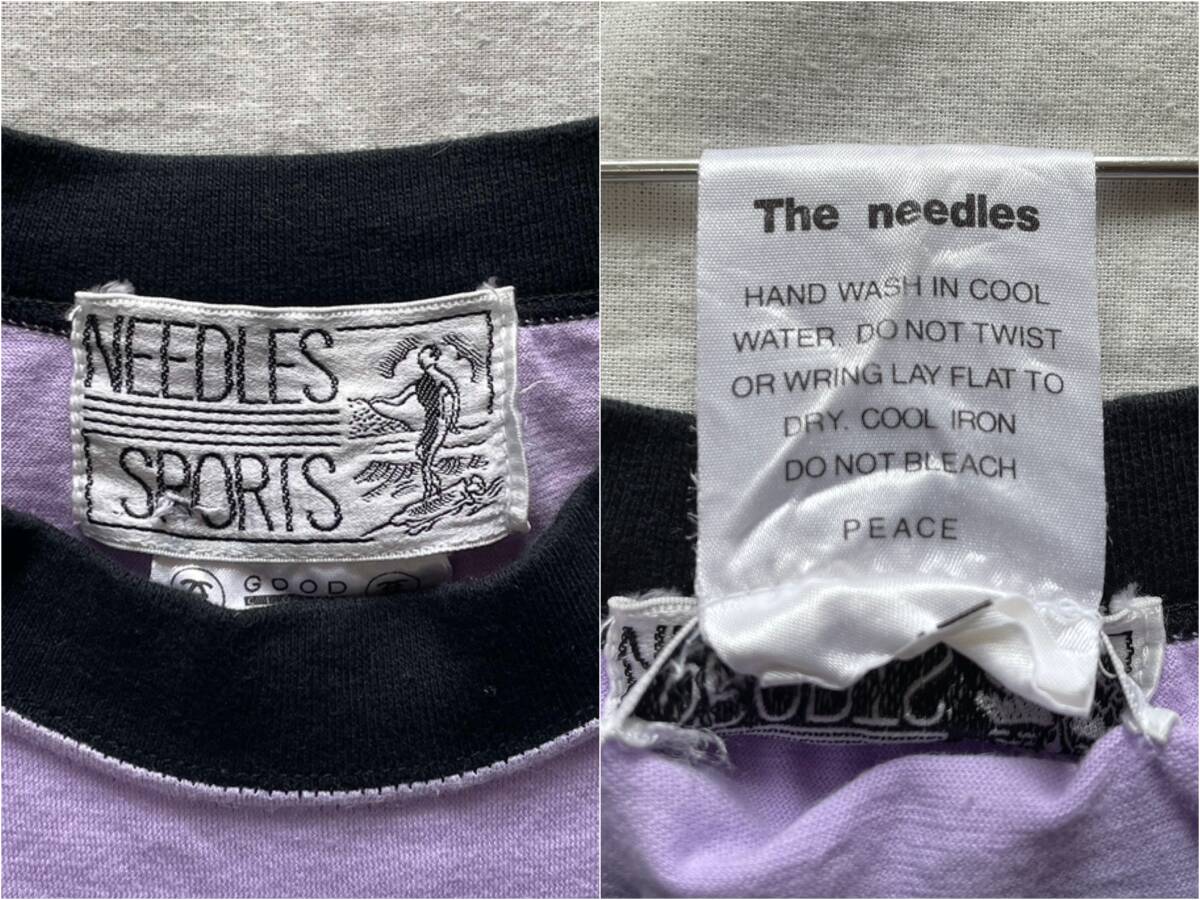 NEEDLES
SPORTS
GOOD
The needles
HAND WASH IN COOL
WATER. DO NOT TWIST
OR WRING LAY FLAT TO
DRY. COOL IRON
DO NOT BLEACH
PEACE